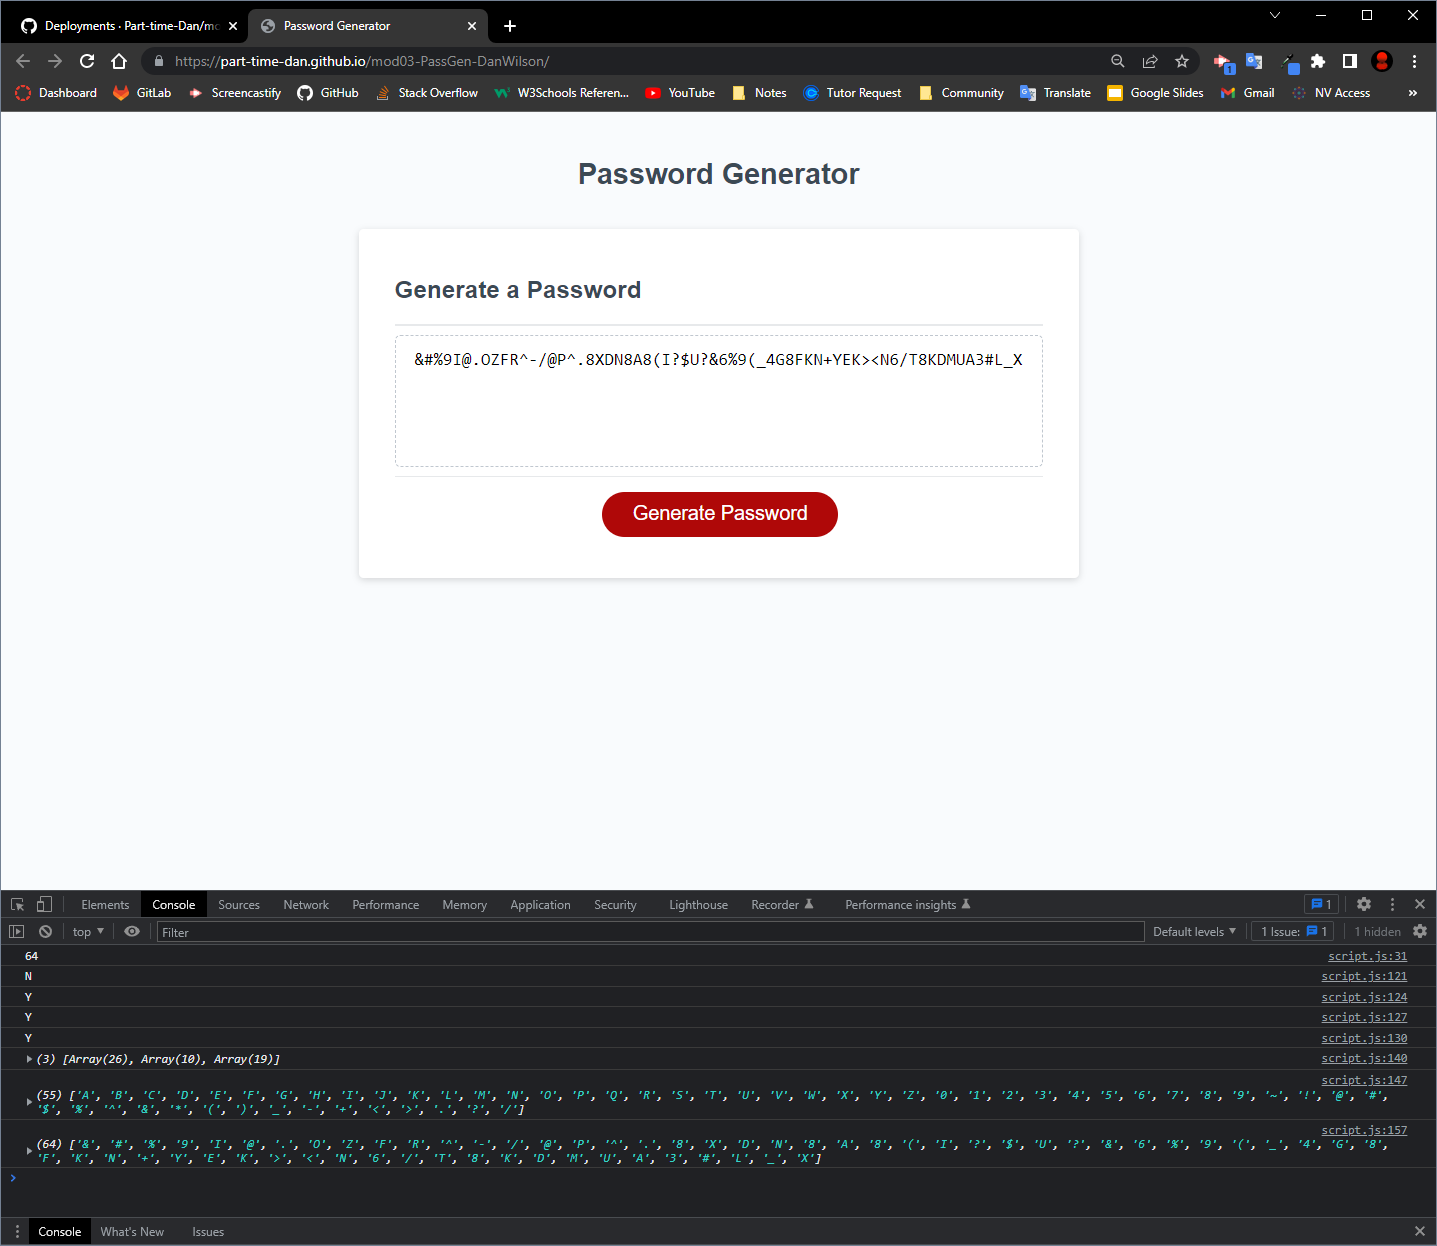 Deployments · Part-time-Dan/mo
Password Generator
https://part-time-dan.github.io/mod03-PassGen-DanWilson/
1
Dashboard GitLab Screencastify GitHub Stack Overflow W3Schools Referen... YouTube Notes Tutor Request Community Translate Google Slides Gmail NV Access »
Password Generator
Generate a Password
&#%9I@.OZFR^-/@P^.8XDN8A8(I?$U?&6%9(_4G8FKN+YEK><N6/T8KDMUA3#L_X
Generate Password
Elements Console Sources Network Performance Memory Application Security Lighthouse Recorder Performance insights 1
top Filter Default levels 1 Issue: 1 1 hidden
64 script.js:31
N script.js:121
Y script.js:124
Y script.js:127
Y script.js:130
(3) [Array(26), Array(10), Array(19)] script.js:140
script.js:147
(55) ['A', 'B', 'C', 'D', 'E', 'F', 'G', 'H', 'I', 'J', 'K', 'L', 'M', 'N', 'O', 'P', 'Q', 'R', 'S', 'T', 'U', 'V', 'W', 'X', 'Y', 'Z', '0', '1', '2', '3', '4', '5', '6', '7', '8', '9', '~', '!', '@', '#',
'$', '%', '^', '&', '*', '(', ')', '_', '-', '+', '<', '>', '.', '?', '/']
script.js:157
(64) ['&', '#', '%', '9', 'I', '@', '.', 'O', 'Z', 'F', 'R', '^', '-', '/', '@', 'P', '^', '.', '8', 'X', 'D', 'N', '8', 'A', '8', '(', 'I', '?', '$', 'U', '?', '&', '6', '%', '9', '(', '_', '4', 'G', '8',
'F', 'K', 'N', '+', 'Y', 'E', 'K', '>', '<', 'N', '6', '/', 'T', '8', 'K', 'D', 'M', 'U', 'A', '3', '#', 'L', '_', 'X']
Console What's New Issues